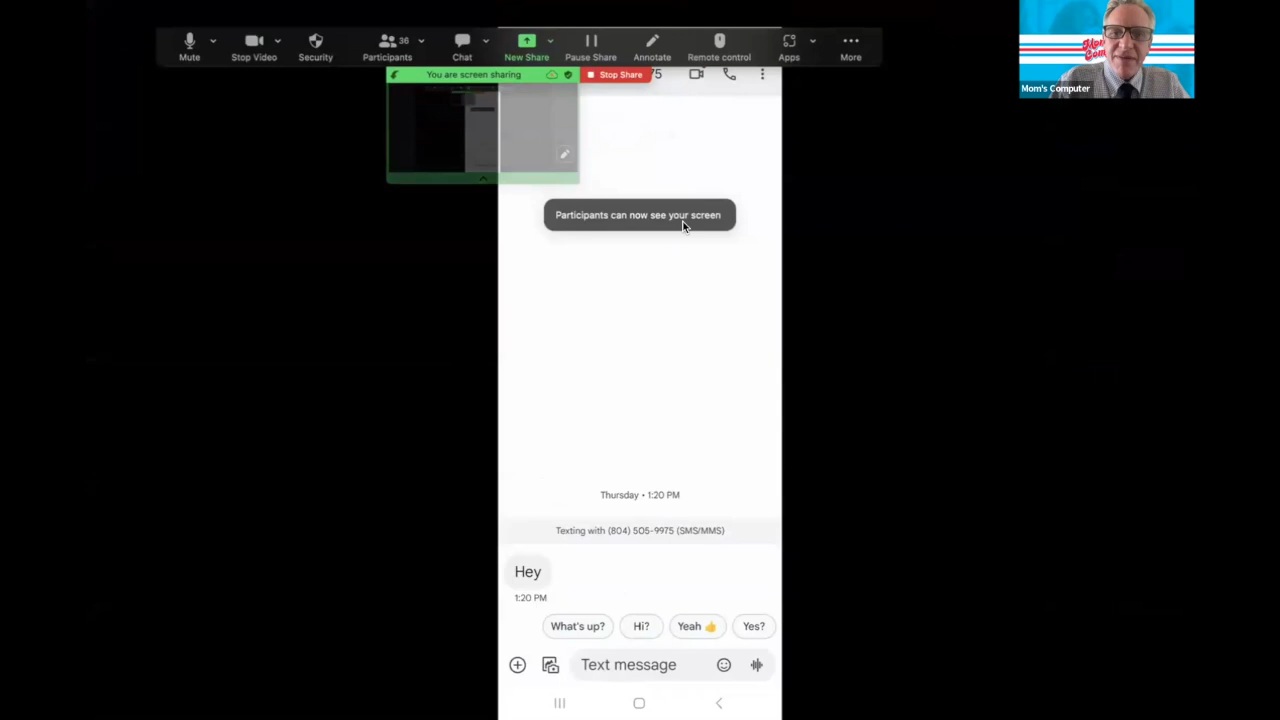 Mute
Stop Video
Security
36
Participants
Chat
New Share
Pause Share
Annotate
Remote control
Apps
More
You are screen sharing
Stop Share
75
Mom's Computer
Participants can now see your screen
Thursday • 1:20 PM
Texting with (804) 505-9975 (SMS/MMS)
Hey
1:20 PM
What's up? Hi? Yeah 👍 Yes?
Text message